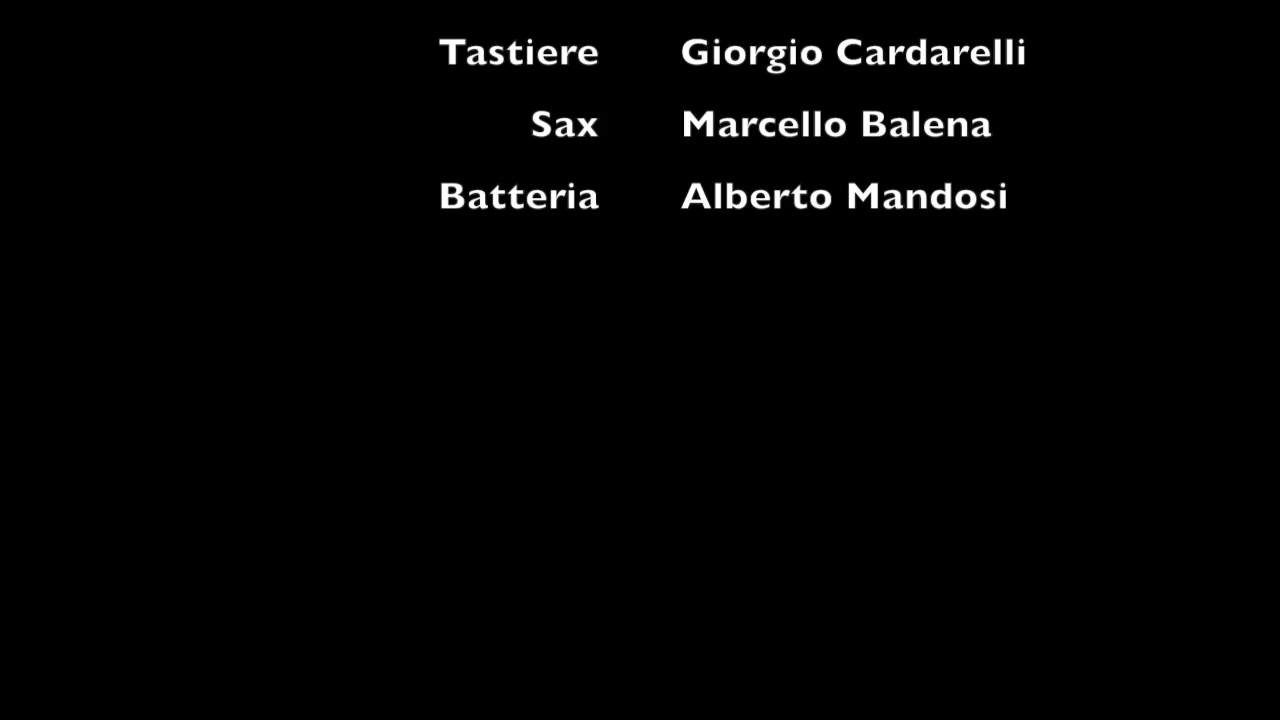 Tastiere Giorgio Cardarelli
Sax Marcello Balena
Batteria Alberto Mandosi